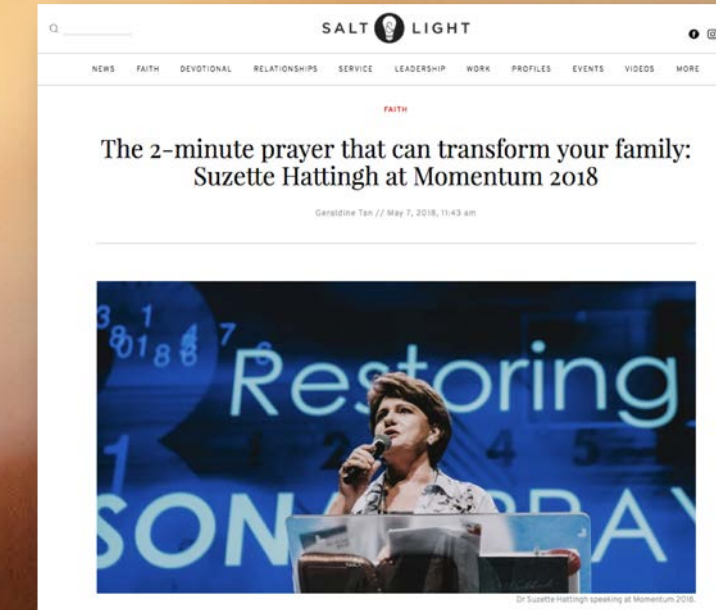 SALT LIGHT
NEWS FAITH DEVOTIONAL RELATIONSHIPS SERVICE LEADERSHIP WORK PROFILES EVENTS VIDEOS MORE
FAITH
The 2-minute prayer that can transform your family:
Suzette Hattingh at Momentum 2018
Geraldine Tan // May 7, 2018, 11:43 am
Restoring
SON PRAY
Dr Suzette Hattingh speaking at Momentum 2018.